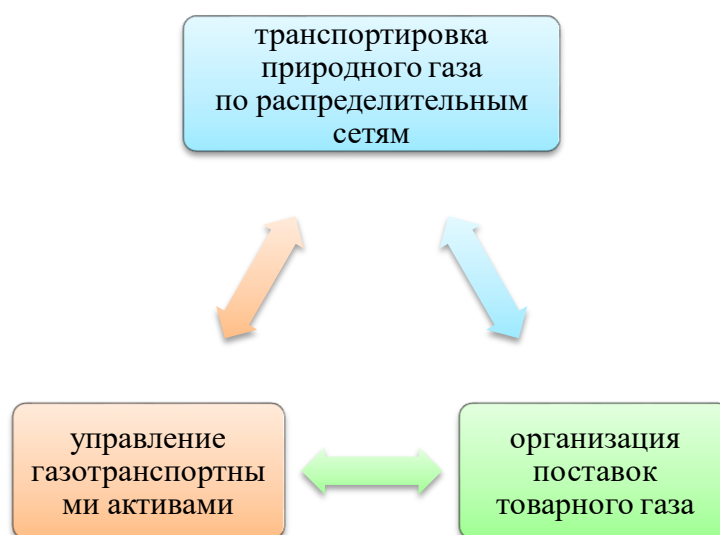 транспортировка
природного газа
по распределительным
сетям
управление
газотранспортны
ми активами
организация
поставок
товарного газа